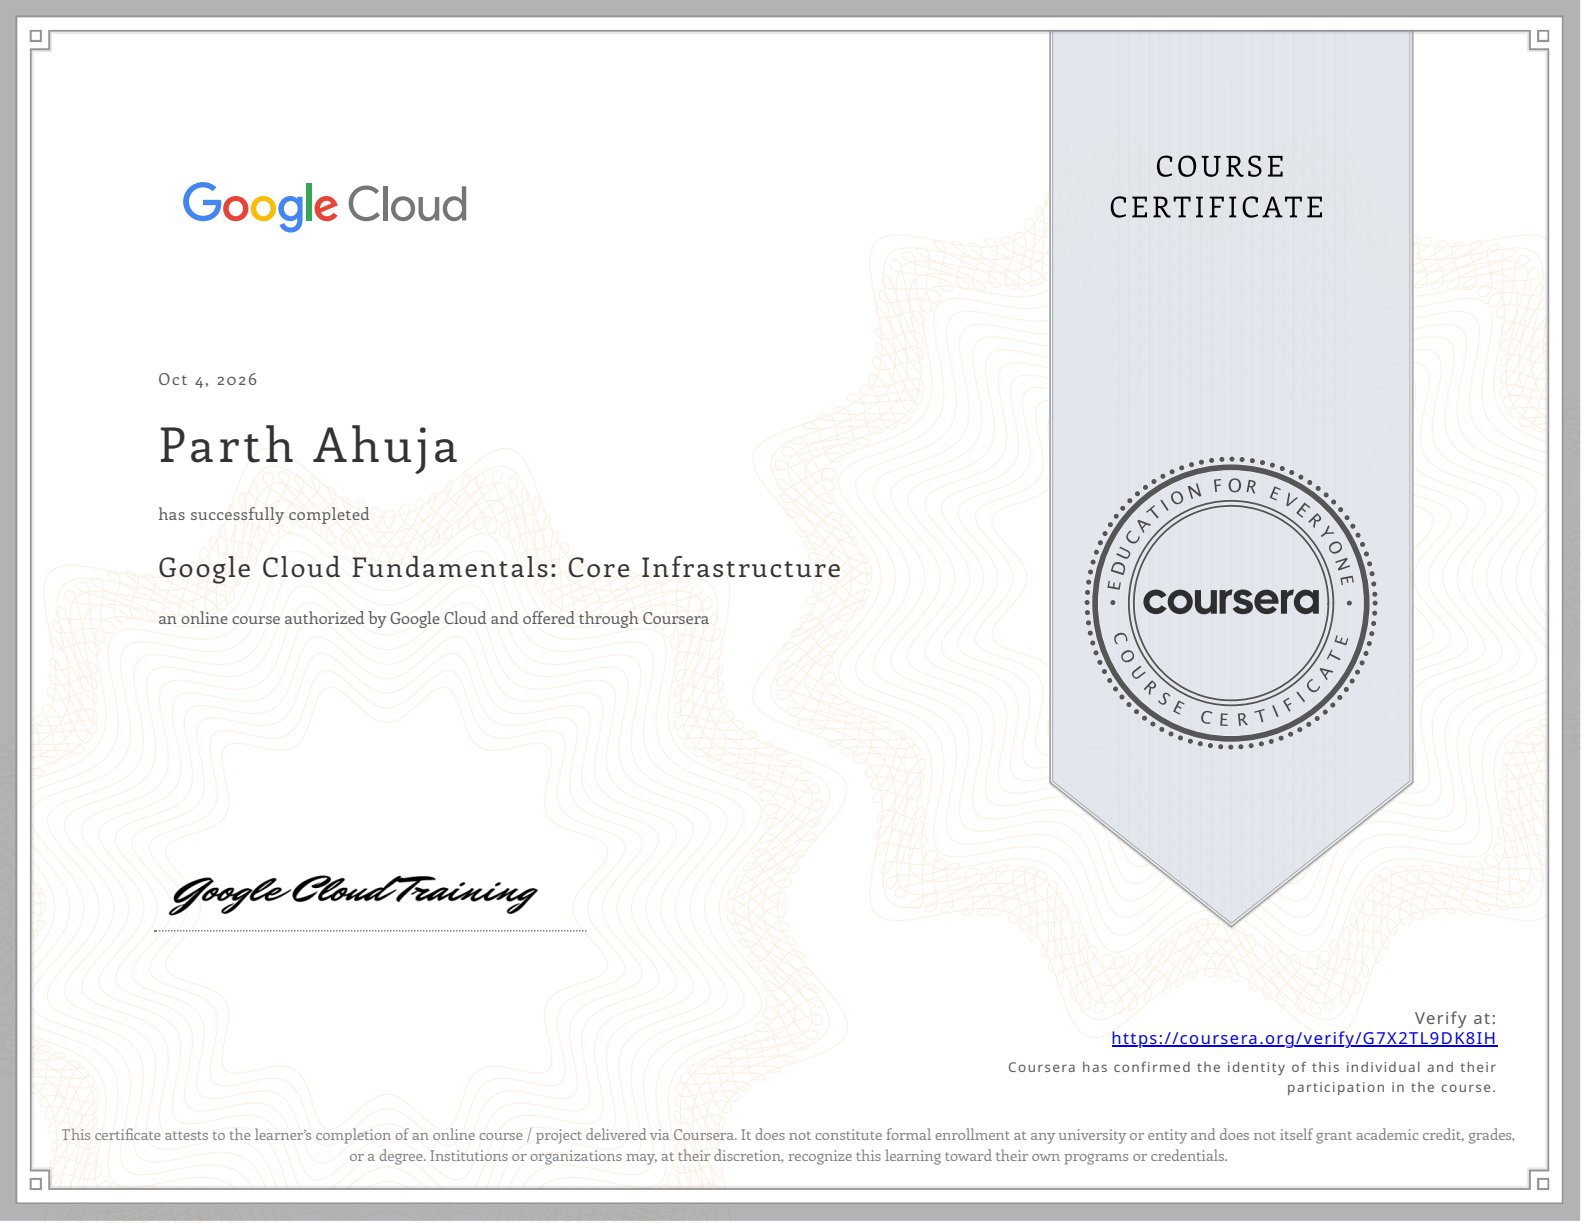 Google Cloud
COURSE
CERTIFICATE
Oct 4, 2026
Parth Ahuja
has successfully completed
Google Cloud Fundamentals: Core Infrastructure
an online course authorized by Google Cloud and offered through Coursera
EDUCATION FOR EVERYONE
coursera
COURSE CERTIFICATE
Google Cloud Training
Verify at:
https://coursera.org/verify/G7X2TL9DK8IH
Coursera has confirmed the identity of this individual and their
participation in the course.
This certificate attests to the learner’s completion of an online course / project delivered via Coursera. It does not constitute formal enrollment at any university or entity and does not itself grant academic credit, grades,
or a degree. Institutions or organizations may, at their discretion, recognize this learning toward their own programs or credentials.